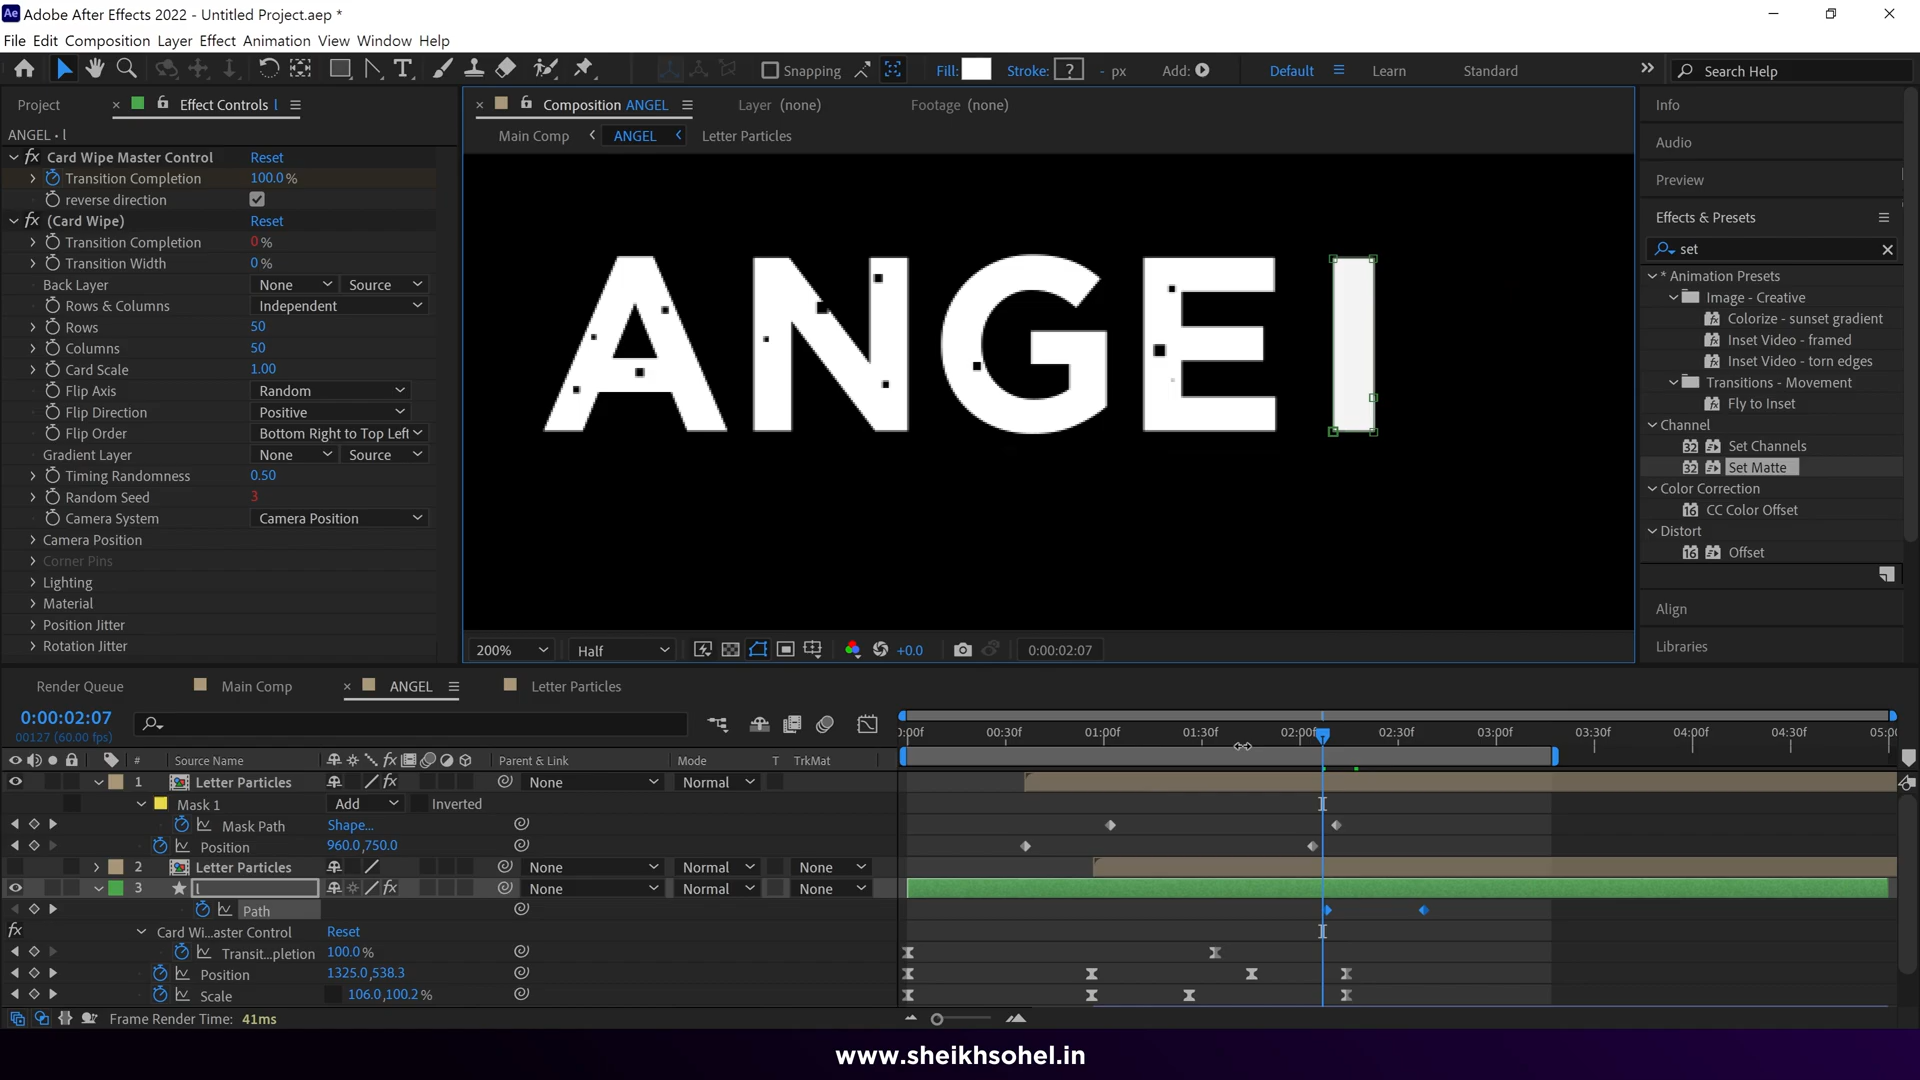 Adobe After Effects 2022 - Untitled Project.aep *
File Edit Composition Layer Effect Animation View Window Help
Snapping Fill: Stroke: ? - px Add: Default Learn Standard Search Help
Project Effect Controls l
ANGEL • l
fx Card Wipe Master Control Reset
Transition Completion 100.0 %
reverse direction
fx (Card Wipe) Reset
Transition Completion 0 %
Transition Width 0 %
Back Layer None Source
Rows & Columns Independent
Rows 50
Columns 50
Card Scale 1.00
Flip Axis Random
Flip Direction Positive
Flip Order Bottom Right to Top Left
Gradient Layer None Source
Timing Randomness 0.50
Random Seed 3
Camera System Camera Position
Camera Position
Corner Pins
Lighting
Material
Position Jitter
Rotation Jitter
Composition ANGEL Layer (none) Footage (none)
Main Comp ANGEL Letter Particles
ANGEl
200% Half +0.0 0:00:02:07
Info
Audio
Preview
Effects & Presets
set
* Animation Presets
Image - Creative
Colorize - sunset gradient
Inset Video - framed
Inset Video - torn edges
Transitions - Movement
Fly to Inset
Channel
32 Set Channels
32 Set Matte
Color Correction
16 CC Color Offset
Distort
16 Offset
Align
Libraries
Render Queue Main Comp ANGEL Letter Particles
0:00:02:07
00127 (60.00 fps)
:00f 00:30f 01:00f 01:30f 02:00f 02:30f 03:00f 03:30f 04:00f 04:30f 05:00
# Source Name Parent & Link Mode T TrkMat
1 Letter Particles fx None Normal
Mask 1 Add Inverted
Mask Path Shape...
Position 960.0,750.0
2 Letter Particles None Normal None
3 l fx None Normal None
Path
fx Card Wi...aster Control Reset
Transit...pletion 100.0 %
Position 1325.0,538.3
Scale 106.0,100.2 %
Frame Render Time: 41ms
www.sheikhsohel.in